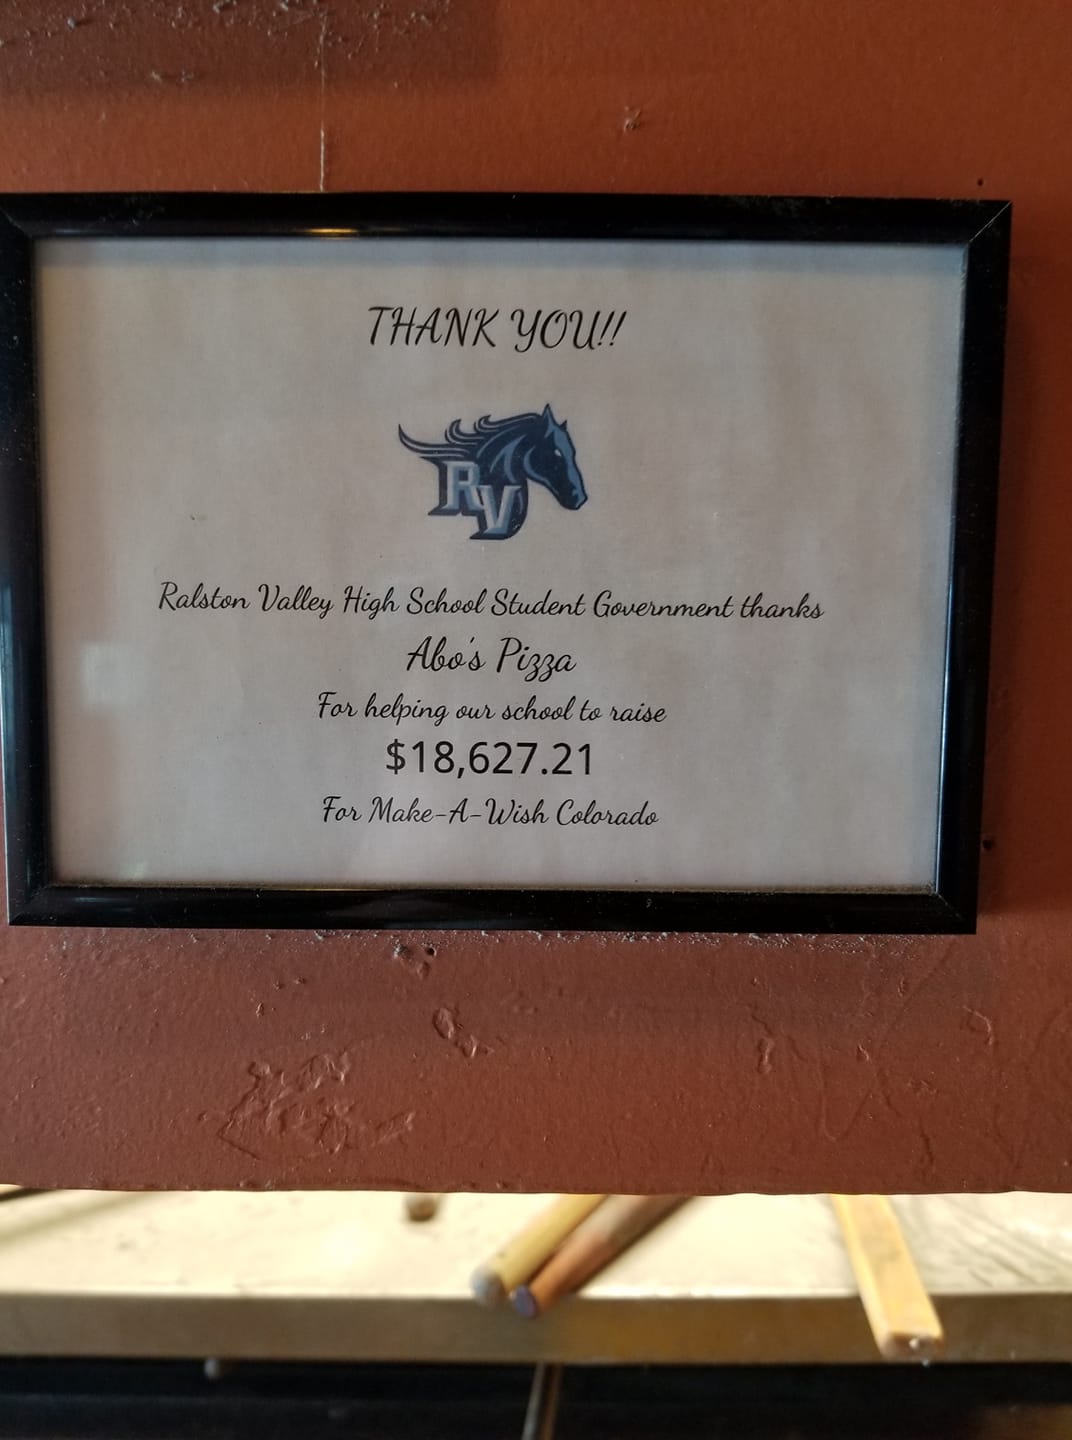 THANK YOU!!
RV
Ralston Valley High School Student Government thanks
Abo's Pizza
For helping our school to raise
$18,627.21
For Make-A-Wish Colorado